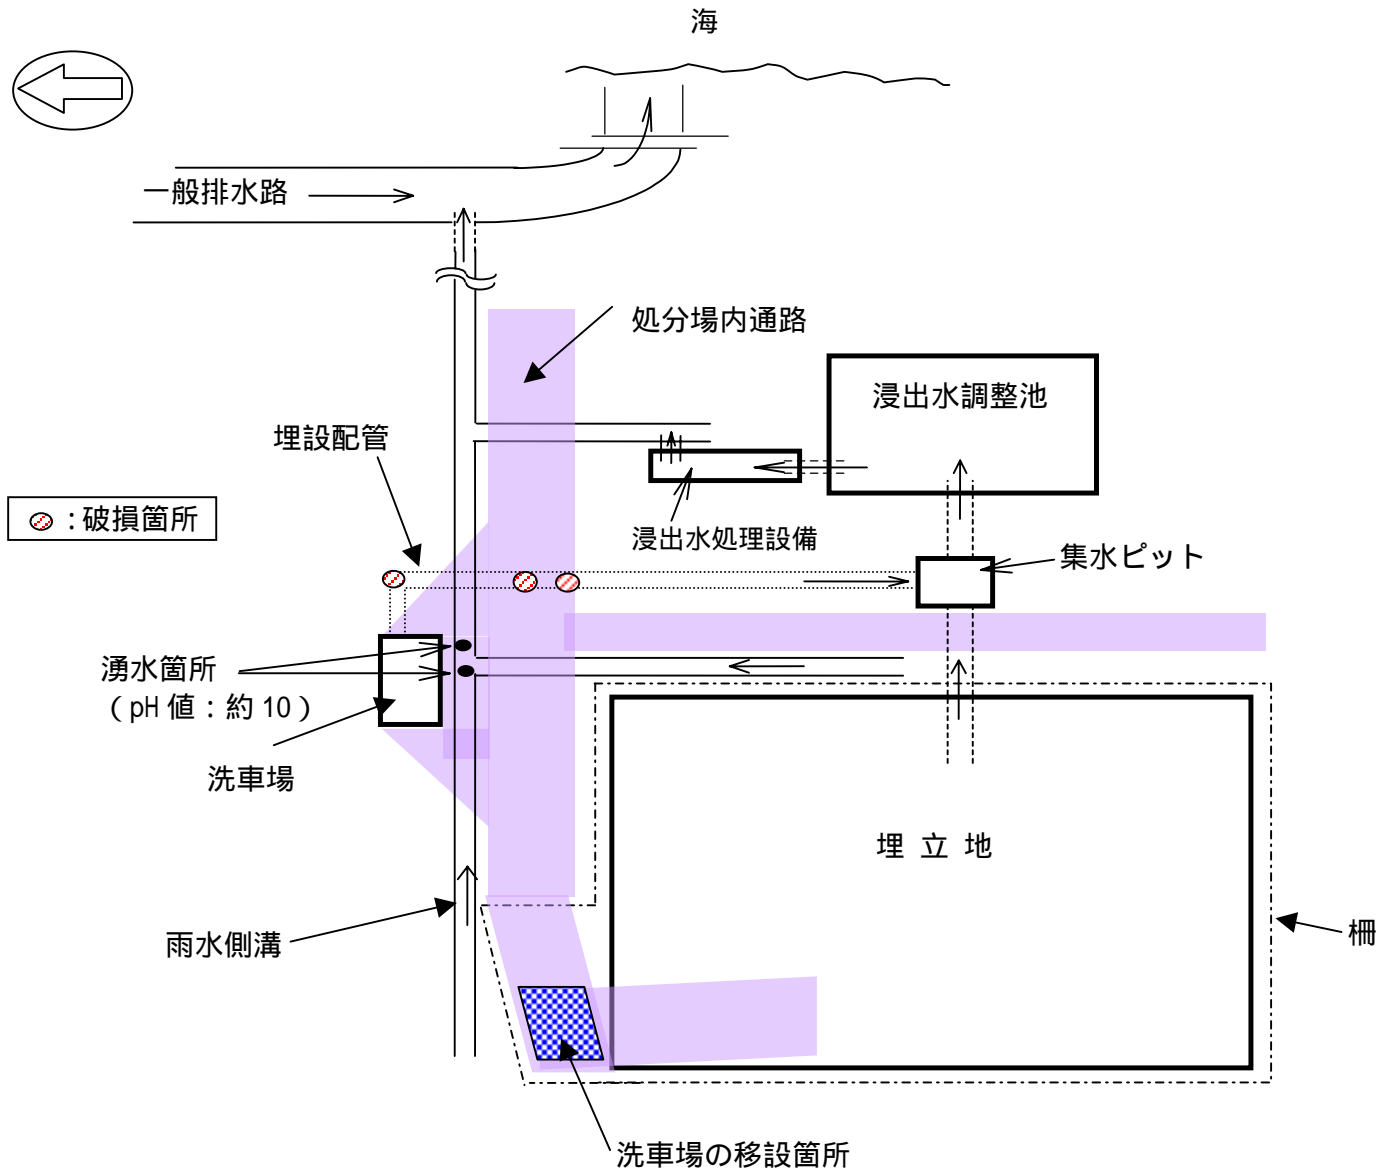 海
一般排水路
処分場内通路
浸出水調整池
埋設配管
：破損箇所
浸出水処理設備
集水ピット
湧水箇所
（pH 値：約 10）
洗車場
埋 立 地
雨水側溝
柵
洗車場の移設箇所